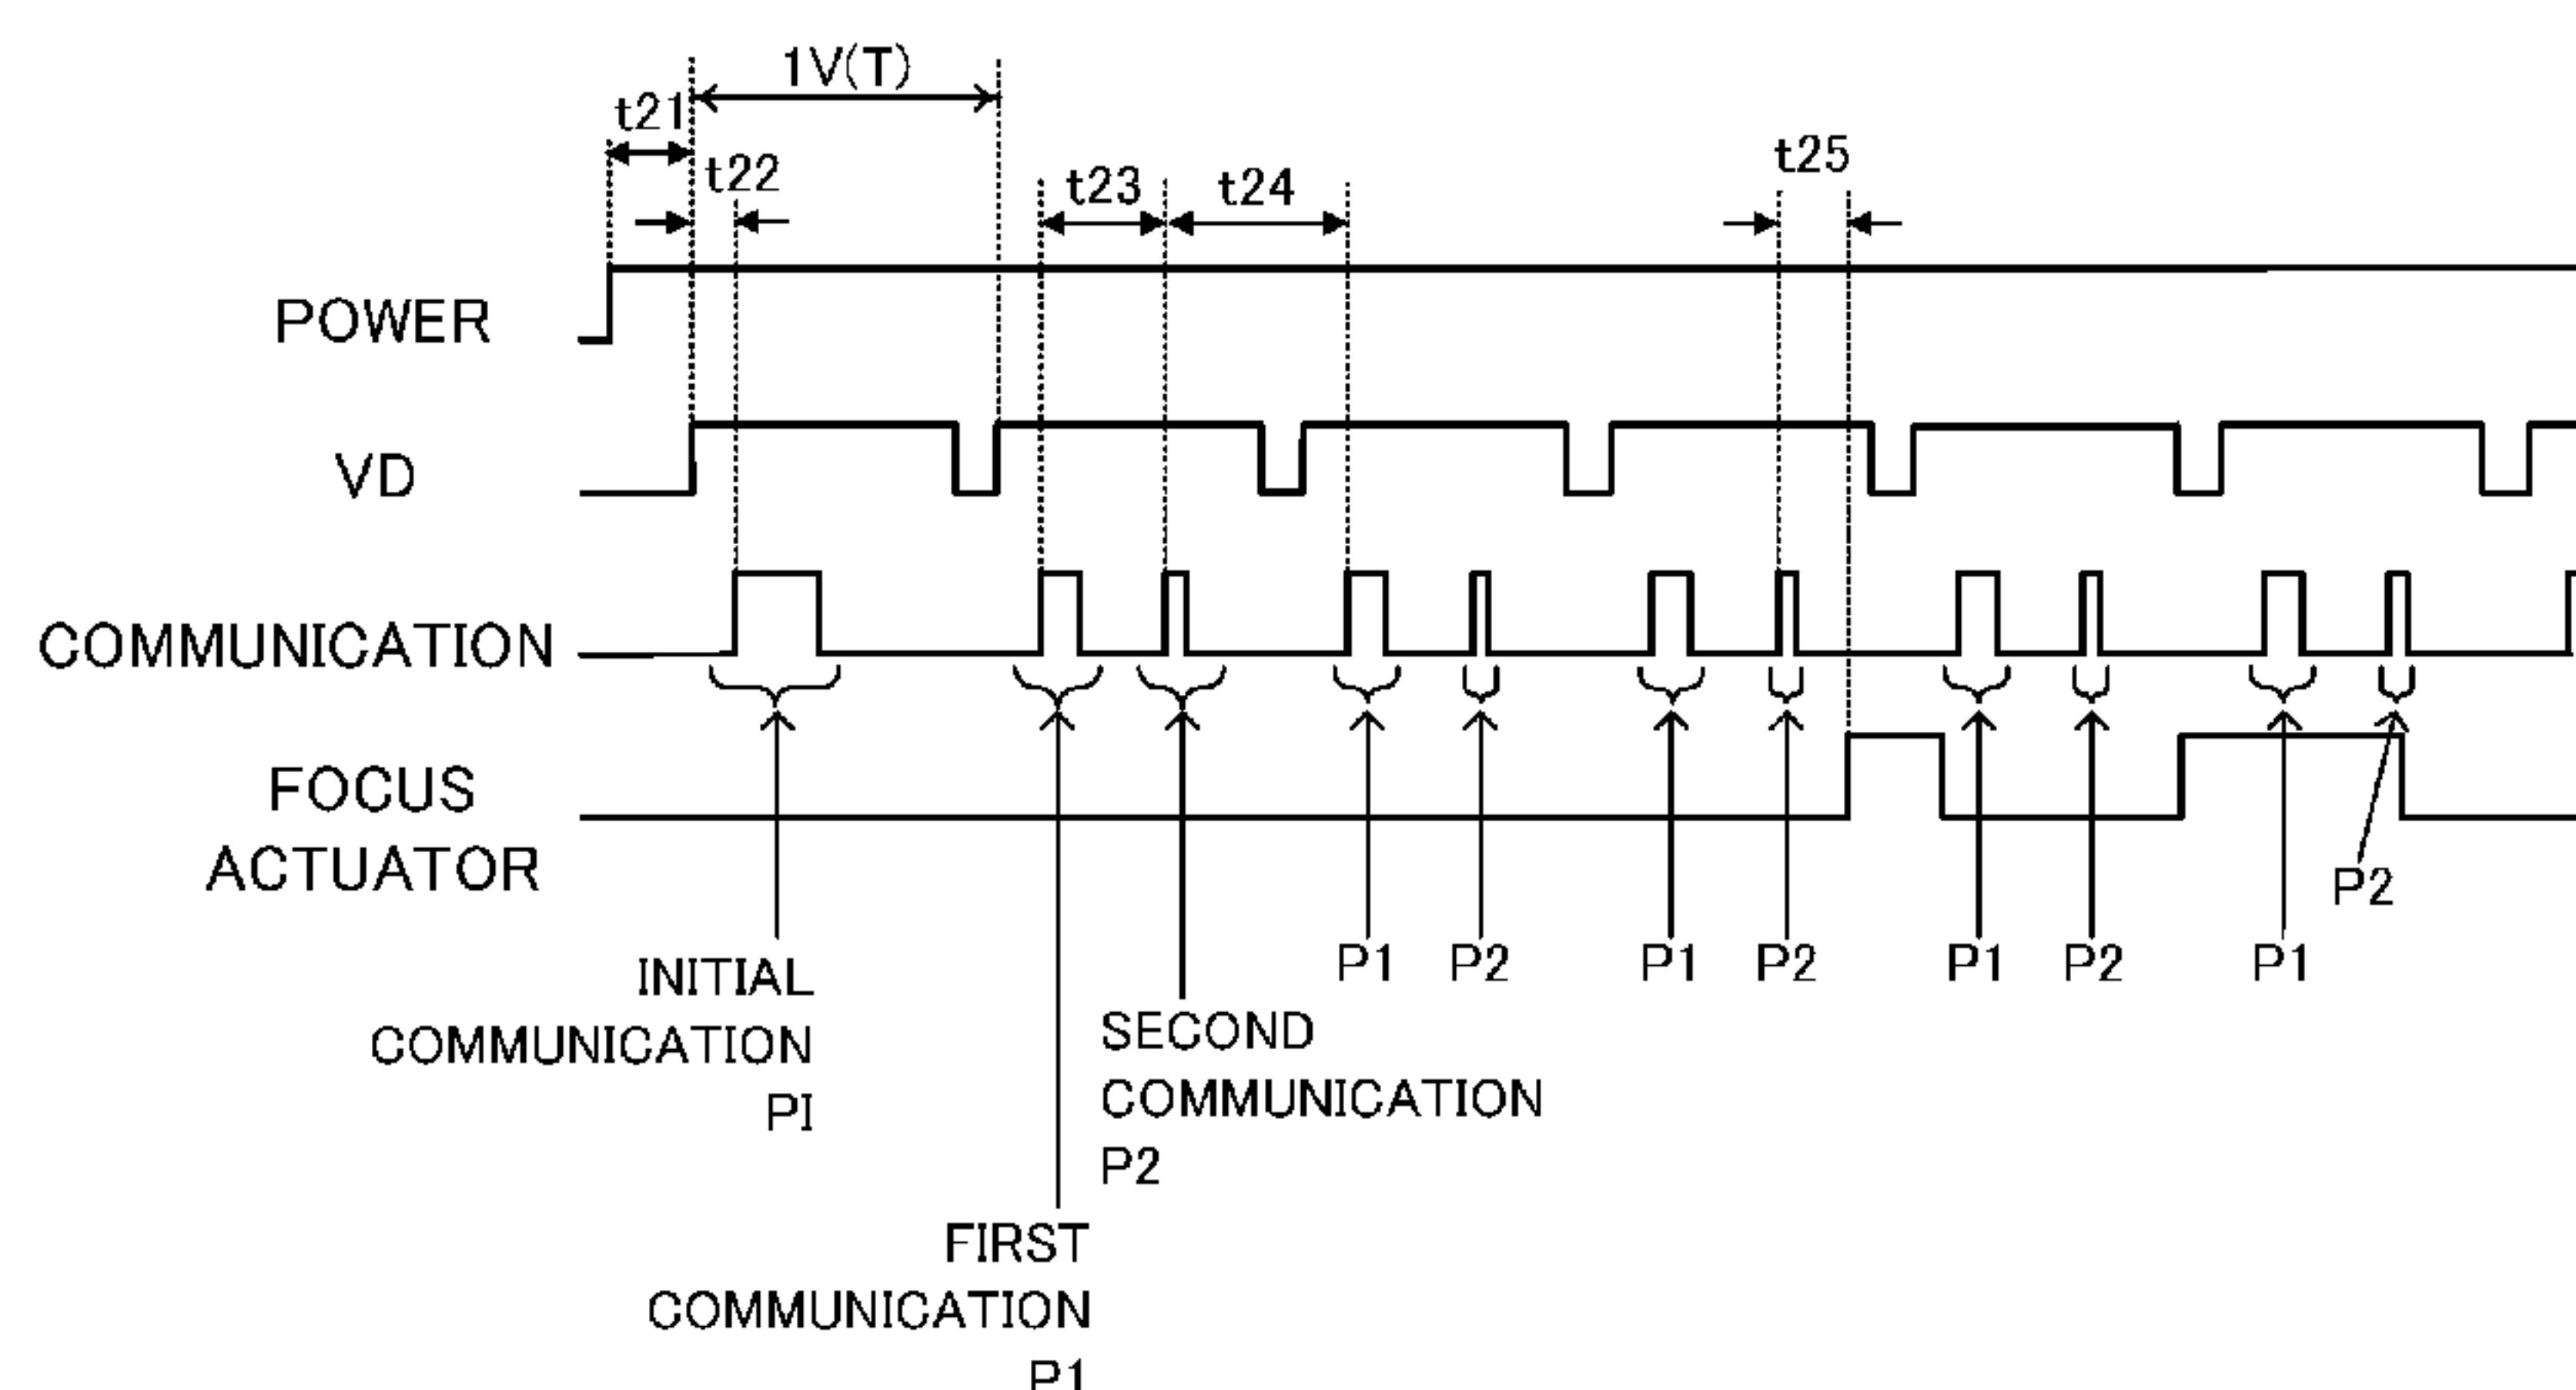 1V(T)
t21
t22
t23
t24
t25
POWER
VD
COMMUNICATION
FOCUS
ACTUATOR
P2
P1 P2 P1 P2 P1 P2 P1
INITIAL
COMMUNICATION
PI
SECOND
COMMUNICATION
P2
FIRST
COMMUNICATION
P1